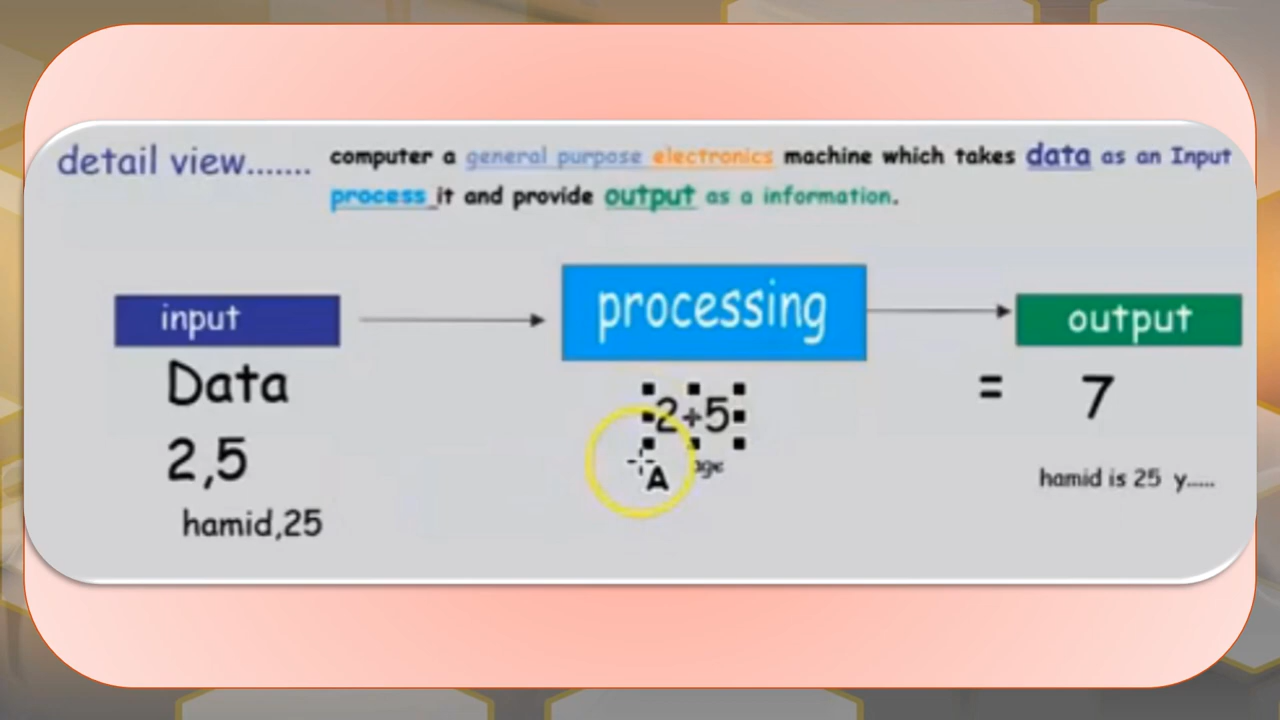 detail view.......
computer a general purpose electronics machine which takes data as an Input
process it and provide output as a information.
input
processing
output
Data
2+5
= 7
2,5
age
hamid is 25 y.....
hamid,25
A